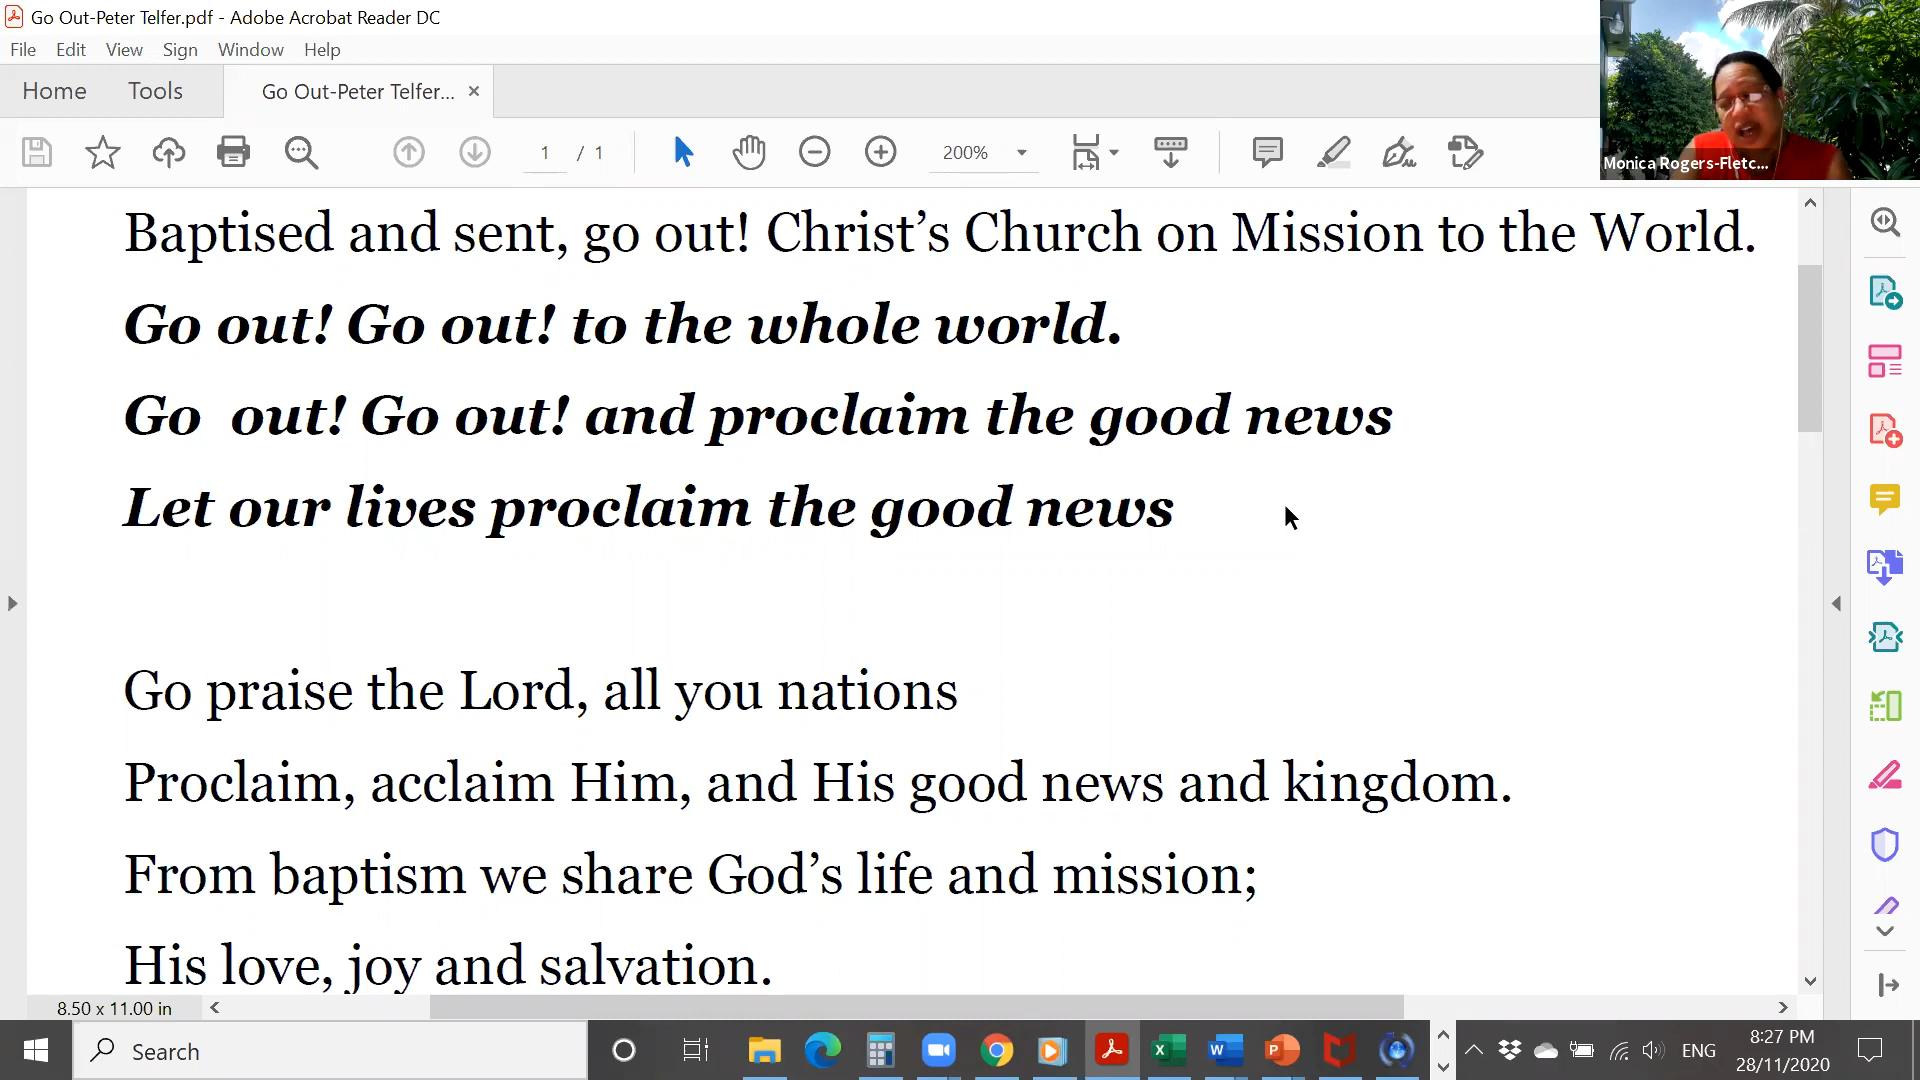 Go Out-Peter Telfer.pdf - Adobe Acrobat Reader DC
File Edit View Sign Window Help
Home Tools Go Out-Peter Telfer... ×
1 / 1 200%
Monica Rogers-Fletc...
Baptised and sent, go out! Christ’s Church on Mission to the World.
Go out! Go out! to the whole world.
Go out! Go out! and proclaim the good news
Let our lives proclaim the good news
Go praise the Lord, all you nations
Proclaim, acclaim Him, and His good news and kingdom.
From baptism we share God’s life and mission;
His love, joy and salvation.
8.50 x 11.00 in
Search
ENG
8:27 PM
28/11/2020